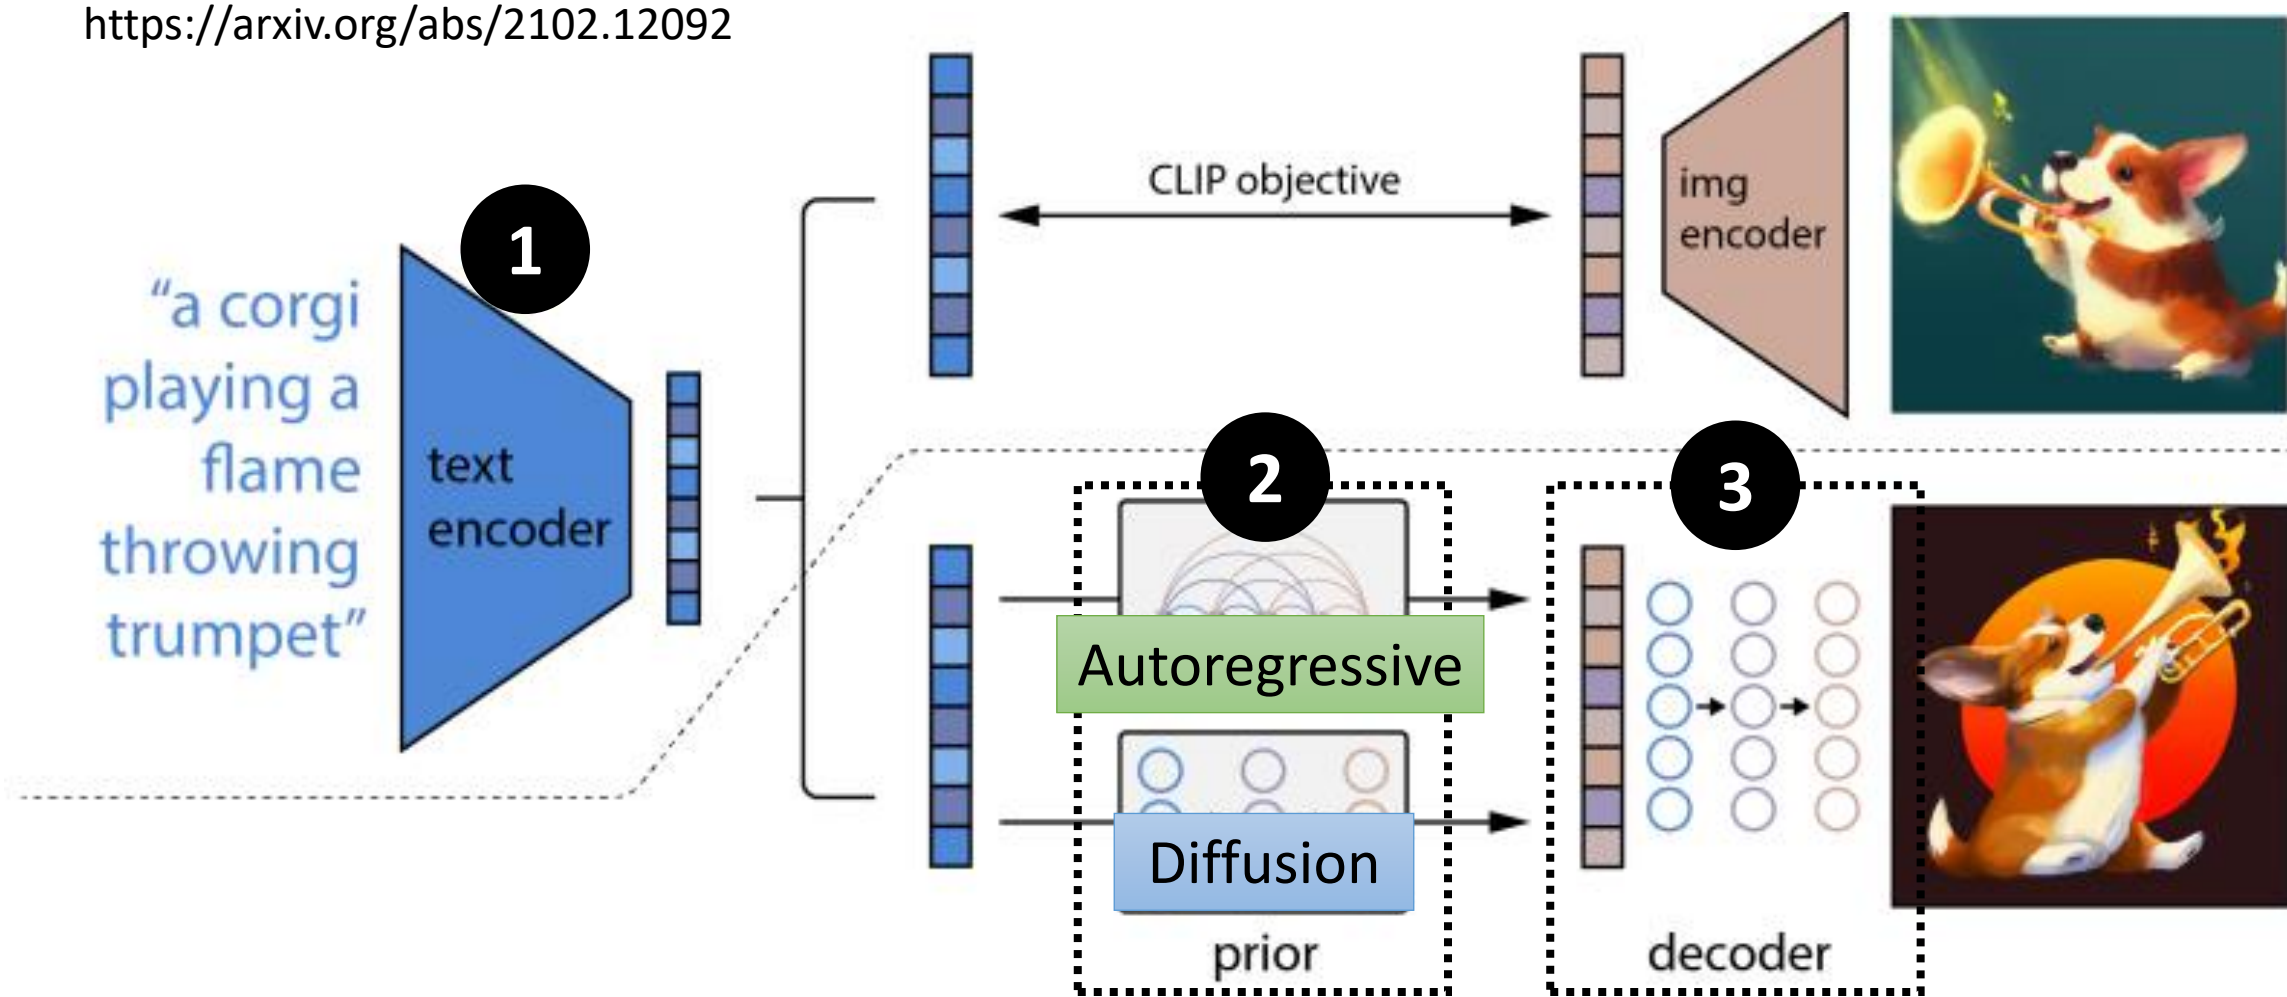 https://arxiv.org/abs/2102.12092
1
“a corgi
playing a
flame
throwing
trumpet”
text
encoder
CLIP objective
img
encoder
2
Autoregressive
Diffusion
prior
3
decoder